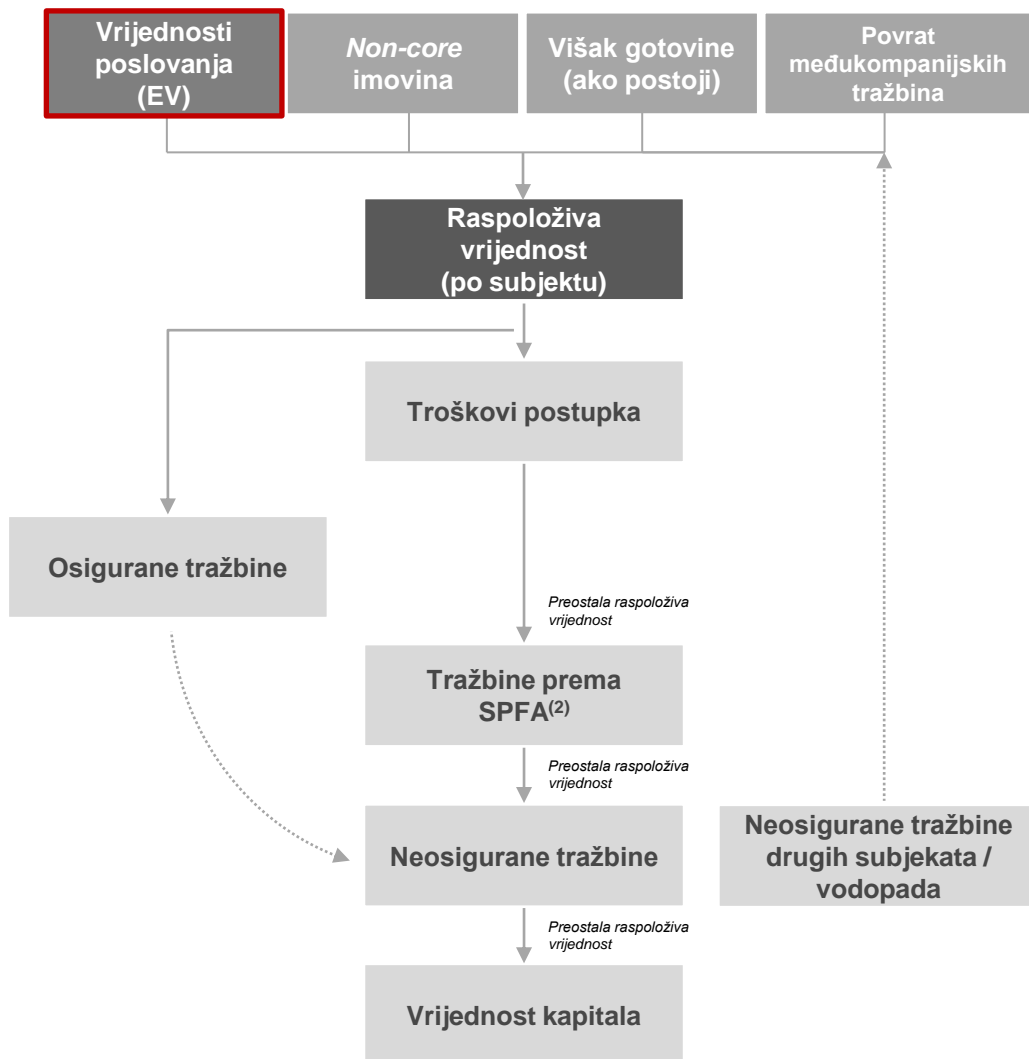 Vrijednosti
poslovanja
(EV)
Non-core
imovina
Višak gotovine
(ako postoji)
Povrat
međukompanijskih
tražbina
Raspoloživa
vrijednost
(po subjektu)
Troškovi postupka
Osigurane tražbine
Preostala raspoloživa
vrijednost
Tražbine prema
SPFA(2)
Preostala raspoloživa
vrijednost
Neosigurane tražbine
Neosigurane tražbine
drugih subjekata /
vodopada
Preostala raspoloživa
vrijednost
Vrijednost kapitala